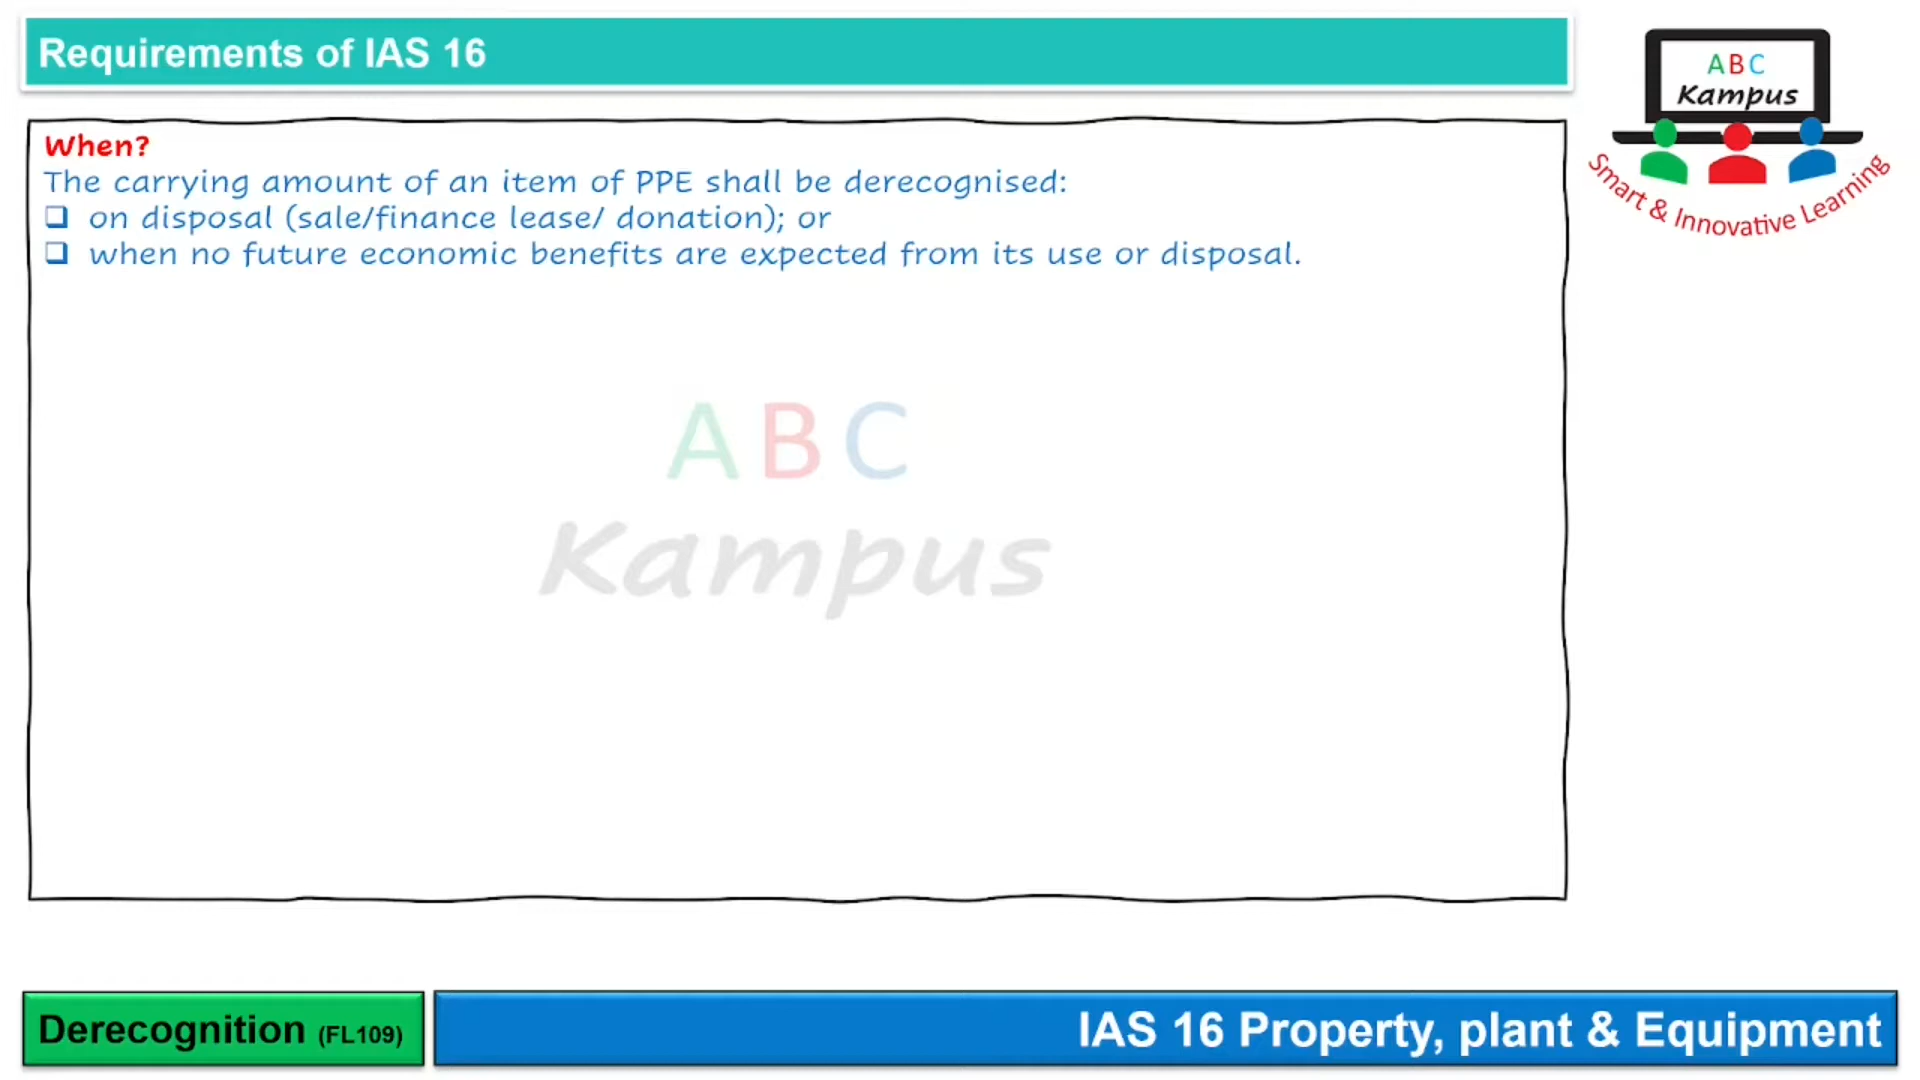 Requirements of IAS 16
A B C
Kampus
Smart & Innovative Learning
When?
The carrying amount of an item of PPE shall be derecognised:
❑ on disposal (sale/finance lease/ donation); or
❑ when no future economic benefits are expected from its use or disposal.
A B C
Kampus
Derecognition (FL109)
IAS 16 Property, plant & Equipment